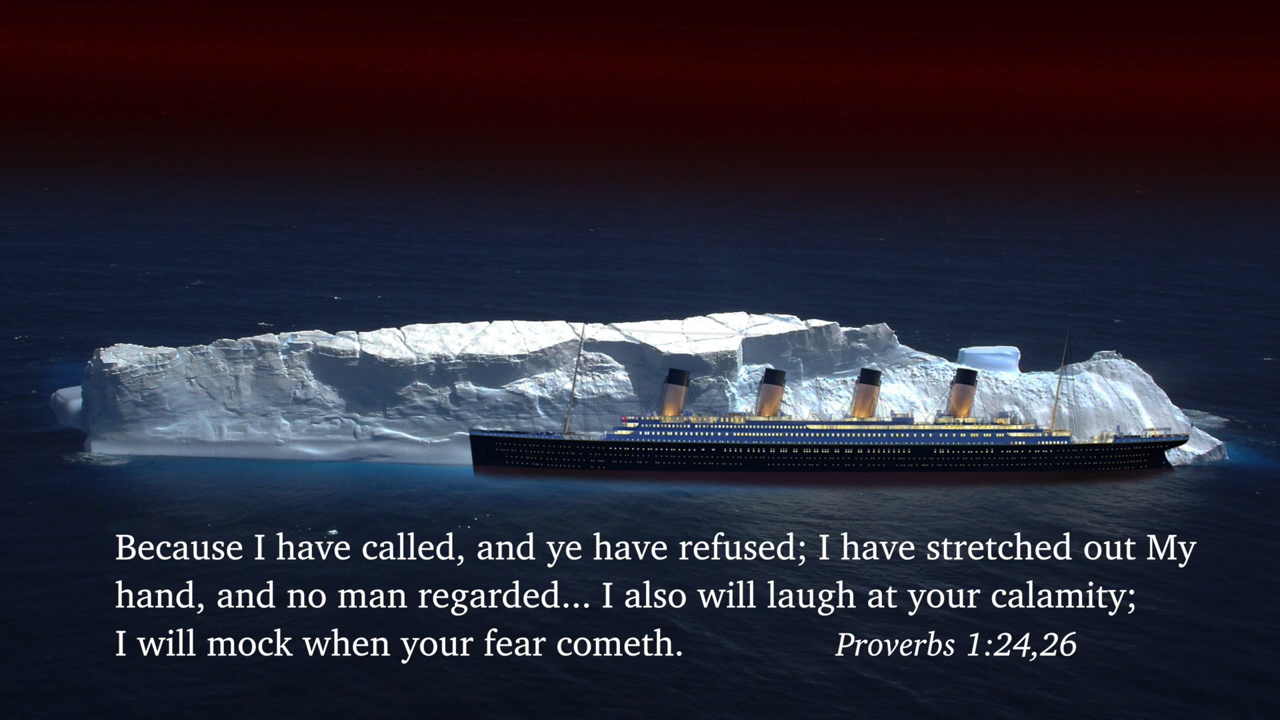 Because I have called, and ye have refused; I have stretched out My
hand, and no man regarded... I also will laugh at your calamity;
I will mock when your fear cometh. Proverbs 1:24,26